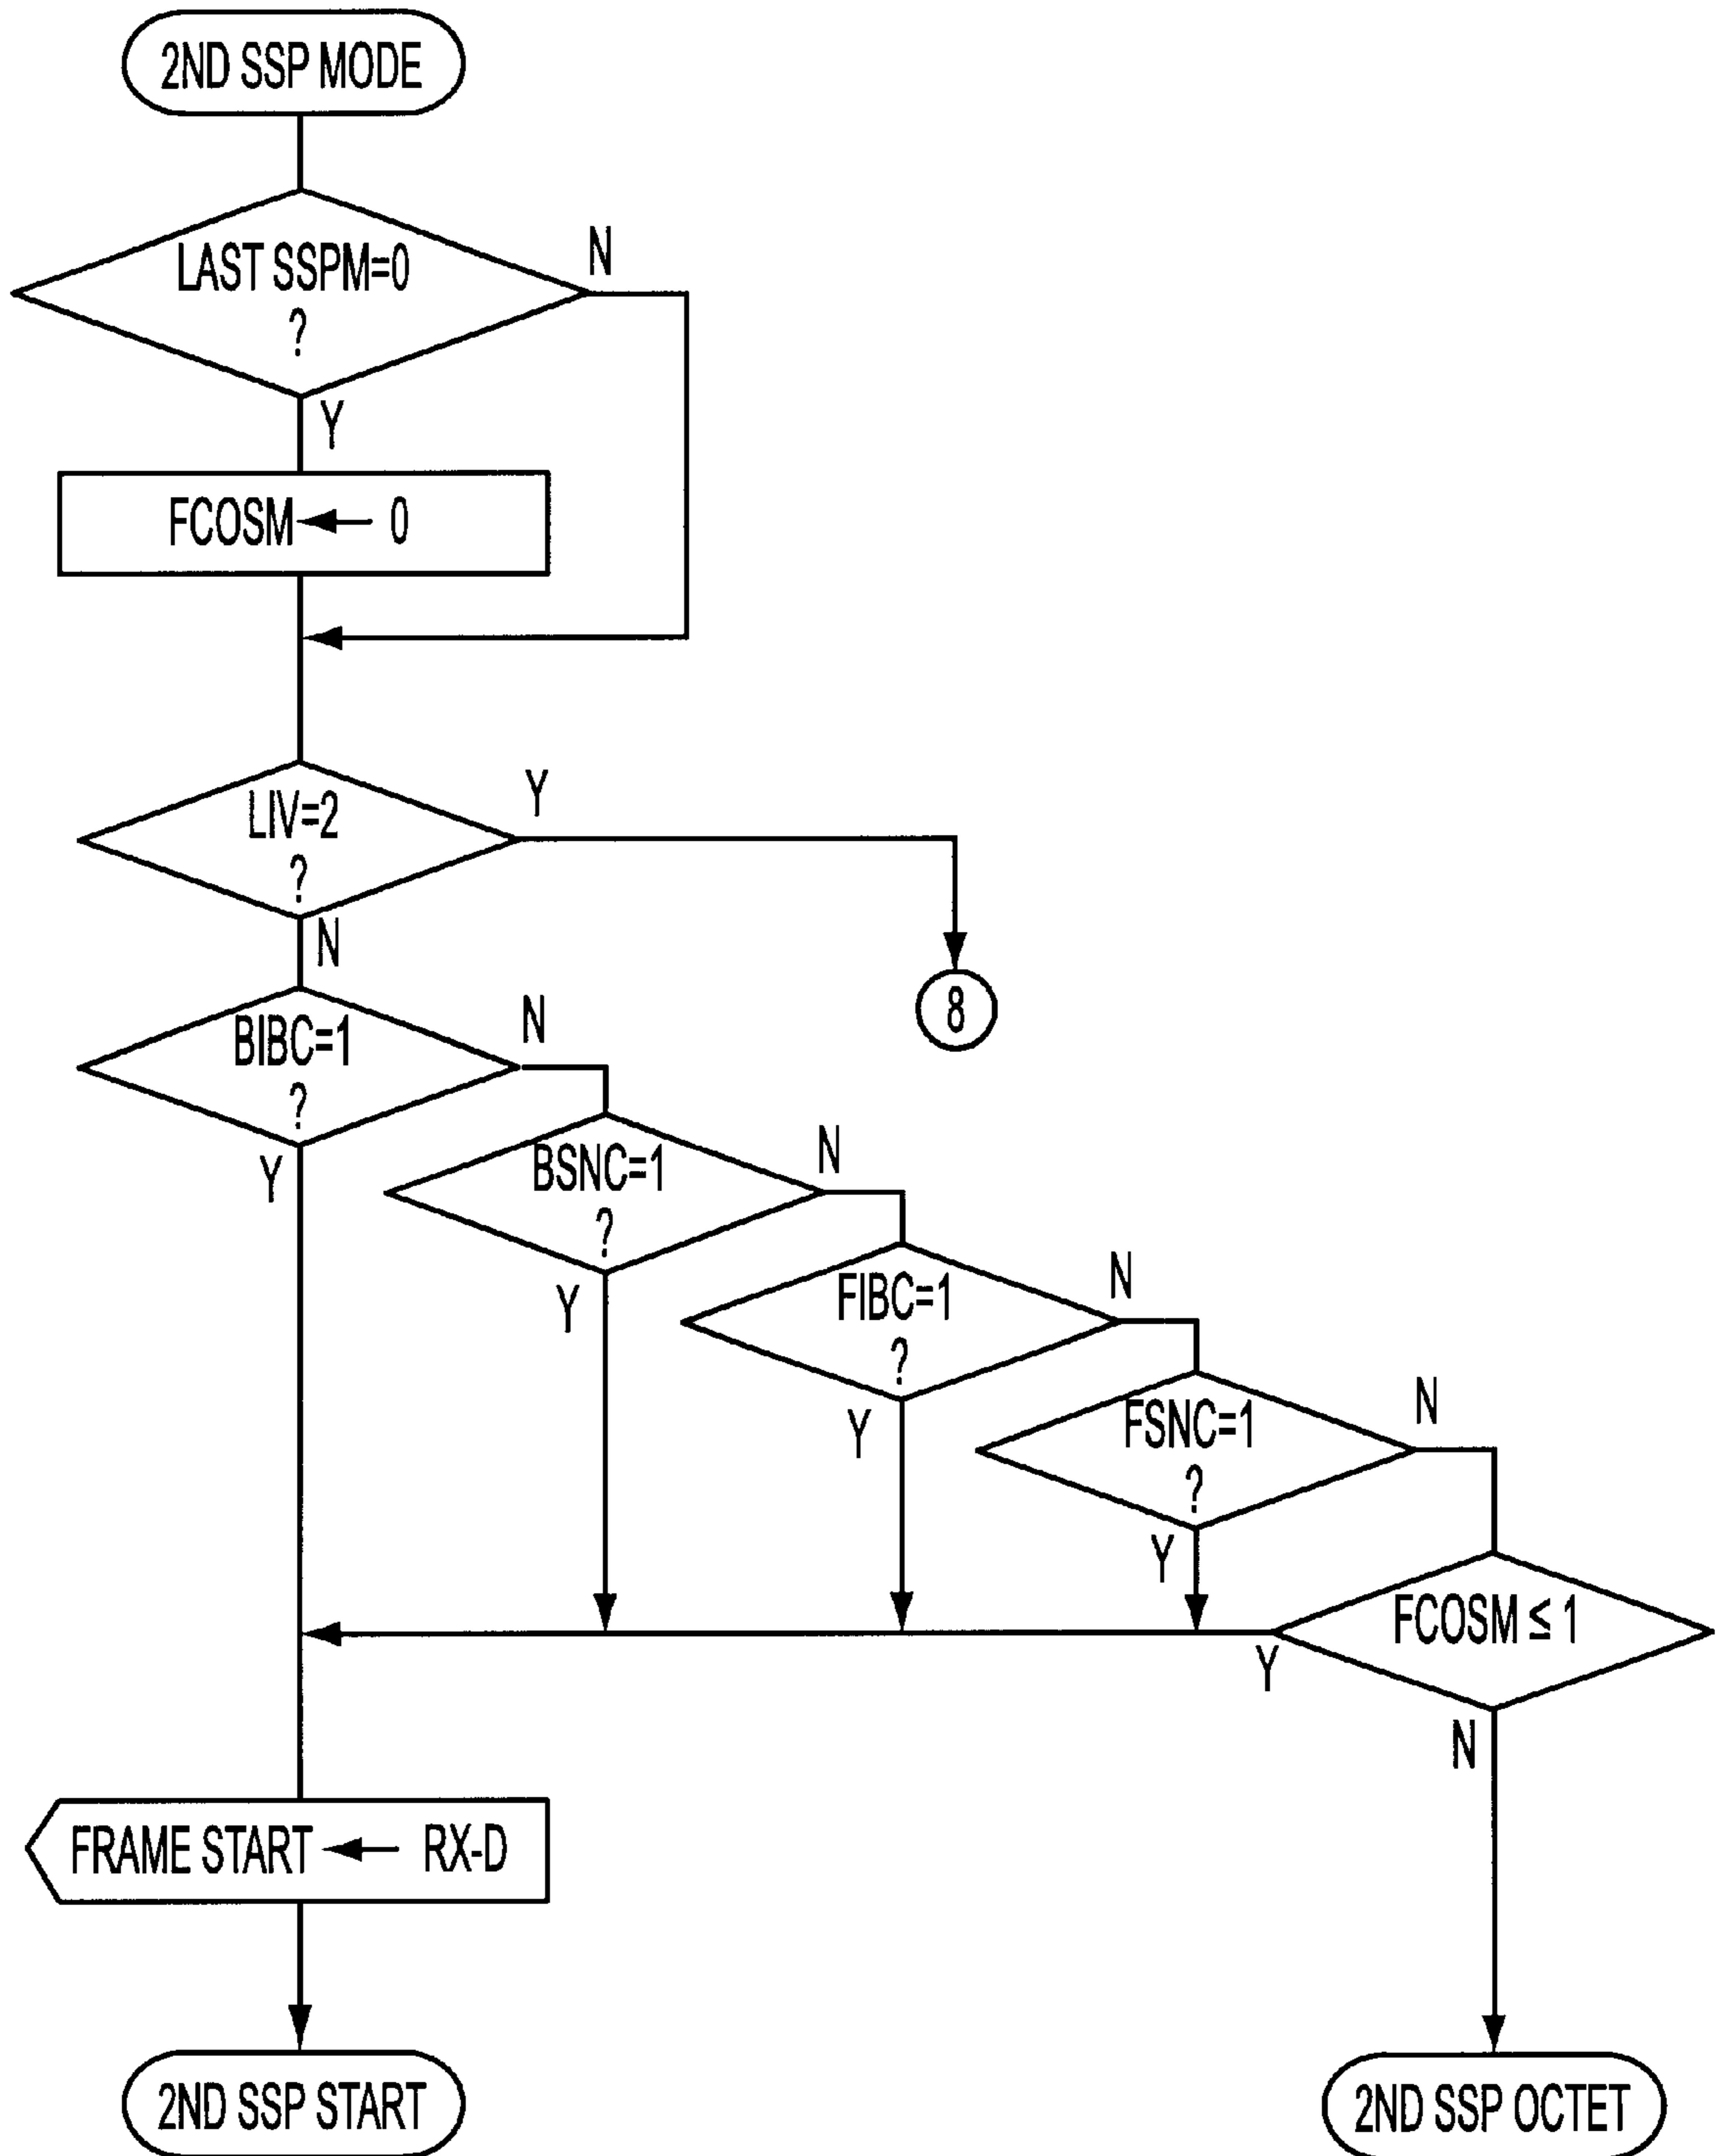 2ND SSP MODE
LAST SSPM=0
?
N
Y
FCOSM ← 0
LIV=2
?
Y
N
8
BIBC=1
?
N
Y
BSNC=1
?
N
Y
FIBC=1
?
N
Y
FSNC=1
?
N
Y
FCOSM ≤ 1
Y
N
FRAME START ← RX-D
2ND SSP START
2ND SSP OCTET